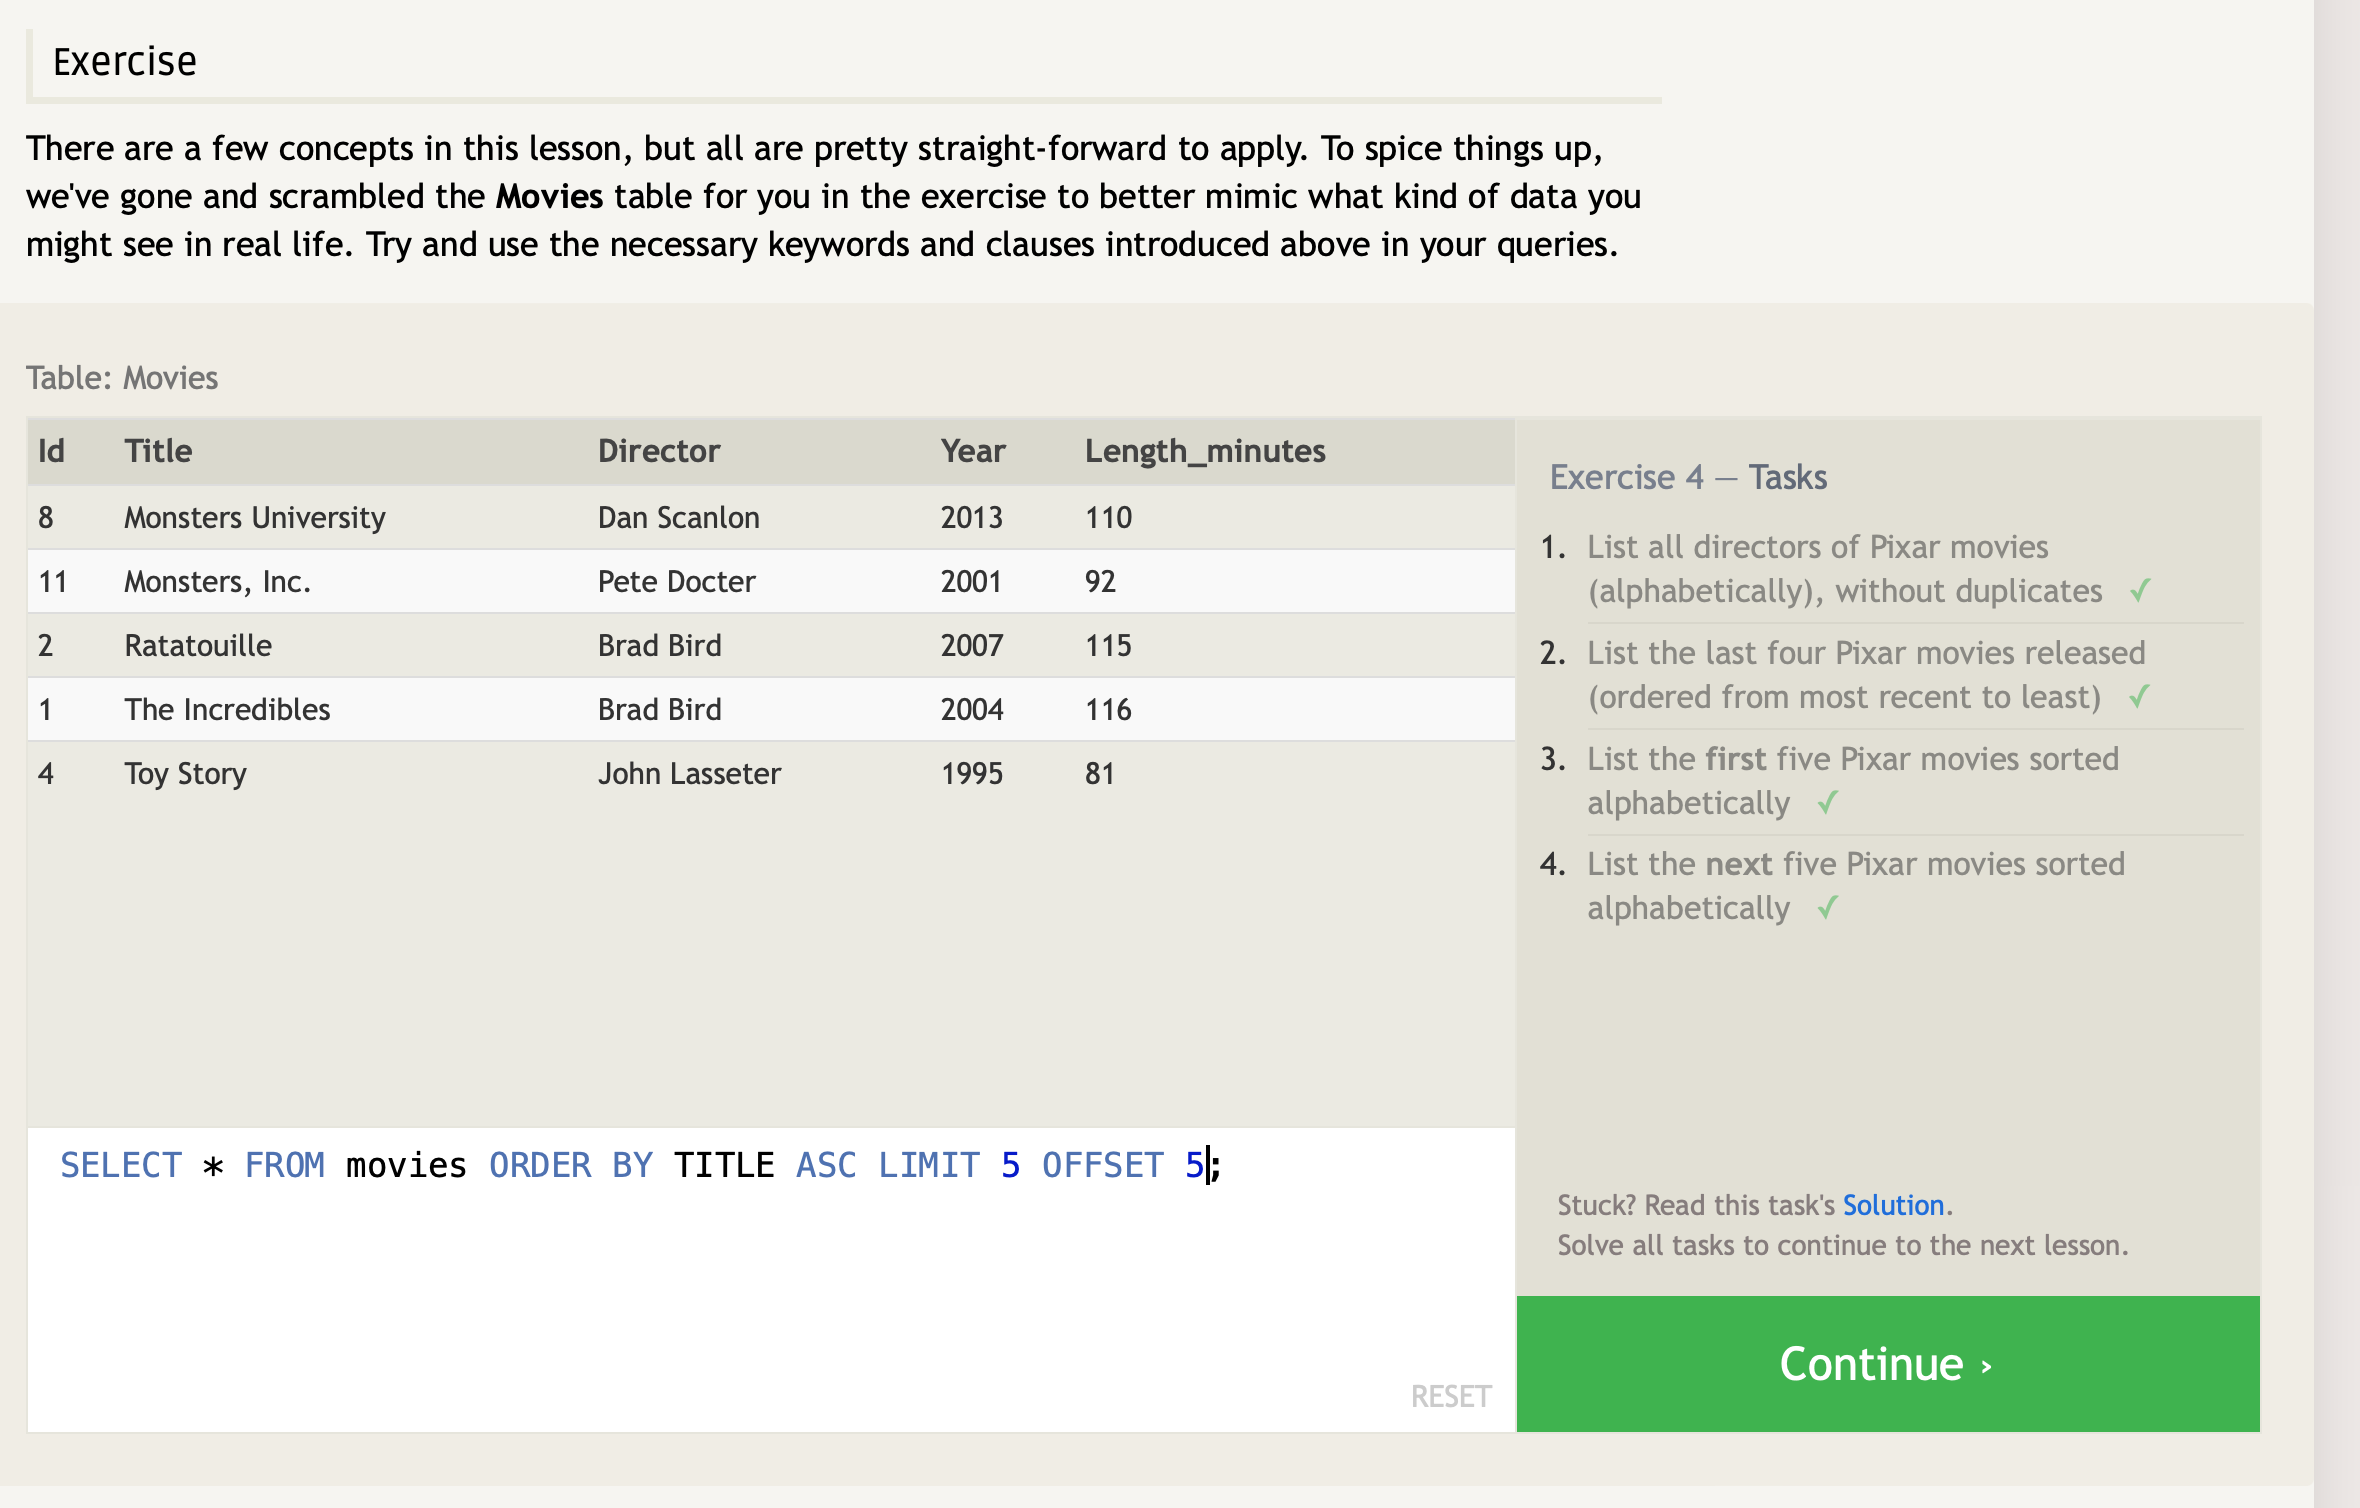 Exercise
There are a few concepts in this lesson, but all are pretty straight-forward to apply. To spice things up,
we've gone and scrambled the Movies table for you in the exercise to better mimic what kind of data you
might see in real life. Try and use the necessary keywords and clauses introduced above in your queries.
Table: Movies
Id Title Director Year Length_minutes
8 Monsters University Dan Scanlon 2013 110
11 Monsters, Inc. Pete Docter 2001 92
2 Ratatouille Brad Bird 2007 115
1 The Incredibles Brad Bird 2004 116
4 Toy Story John Lasseter 1995 81
SELECT * FROM movies ORDER BY TITLE ASC LIMIT 5 OFFSET 5;
RESET
Exercise 4 — Tasks
1. List all directors of Pixar movies
(alphabetically), without duplicates ✓
2. List the last four Pixar movies released
(ordered from most recent to least) ✓
3. List the first five Pixar movies sorted
alphabetically ✓
4. List the next five Pixar movies sorted
alphabetically ✓
Stuck? Read this task's Solution.
Solve all tasks to continue to the next lesson.
Continue ›